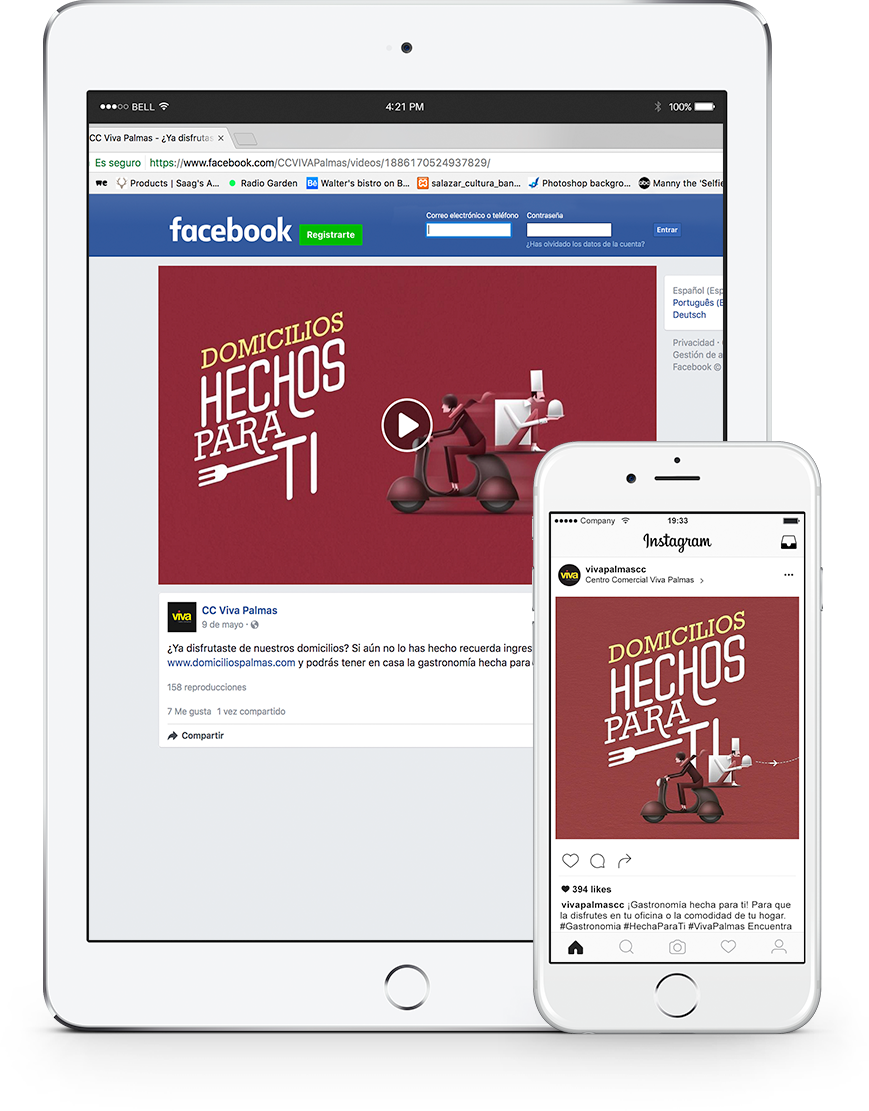 BELL
4:21 PM
100%
CC Viva Palmas - ¿Ya disfrutas
Es seguro
https://www.facebook.com/CCVIVAPalmas/videos/1886170524937829/
Products | Saag's A...
Radio Garden
Bē Walter's bistro on B...
salazar_cultura_ban...
Photoshop backgro...
abc Manny the 'Selfie
facebook
Registrarte
Correo electrónico o teléfono
Contraseña
Entrar
¿Has olvidado los datos de la cuenta?
DOMICILIOS
HECHOS
PARA
TI
Español (Esp
Português (B
Deutsch
Privacidad ·
Gestión de a
Facebook ©
viva
CC Viva Palmas
9 de mayo ·
¿Ya disfrutaste de nuestros domicilios? Si aún no lo has hecho recuerda ingres
www.domiciliospalmas.com y podrás tener en casa la gastronomía hecha para
158 reproducciones
7 Me gusta 1 vez compartido
Compartir
Company
19:33
Instagram
viva
vivapalmascc
Centro Comercial Viva Palmas >
DOMICILIOS
HECHOS
PARA
TI
394 likes
vivapalmascc ¡Gastronomía hecha para ti! Para que
la disfrutes en tu oficina o la comodidad de tu hogar.
#Gastronomia #HechaParaTi #VivaPalmas Encuentra